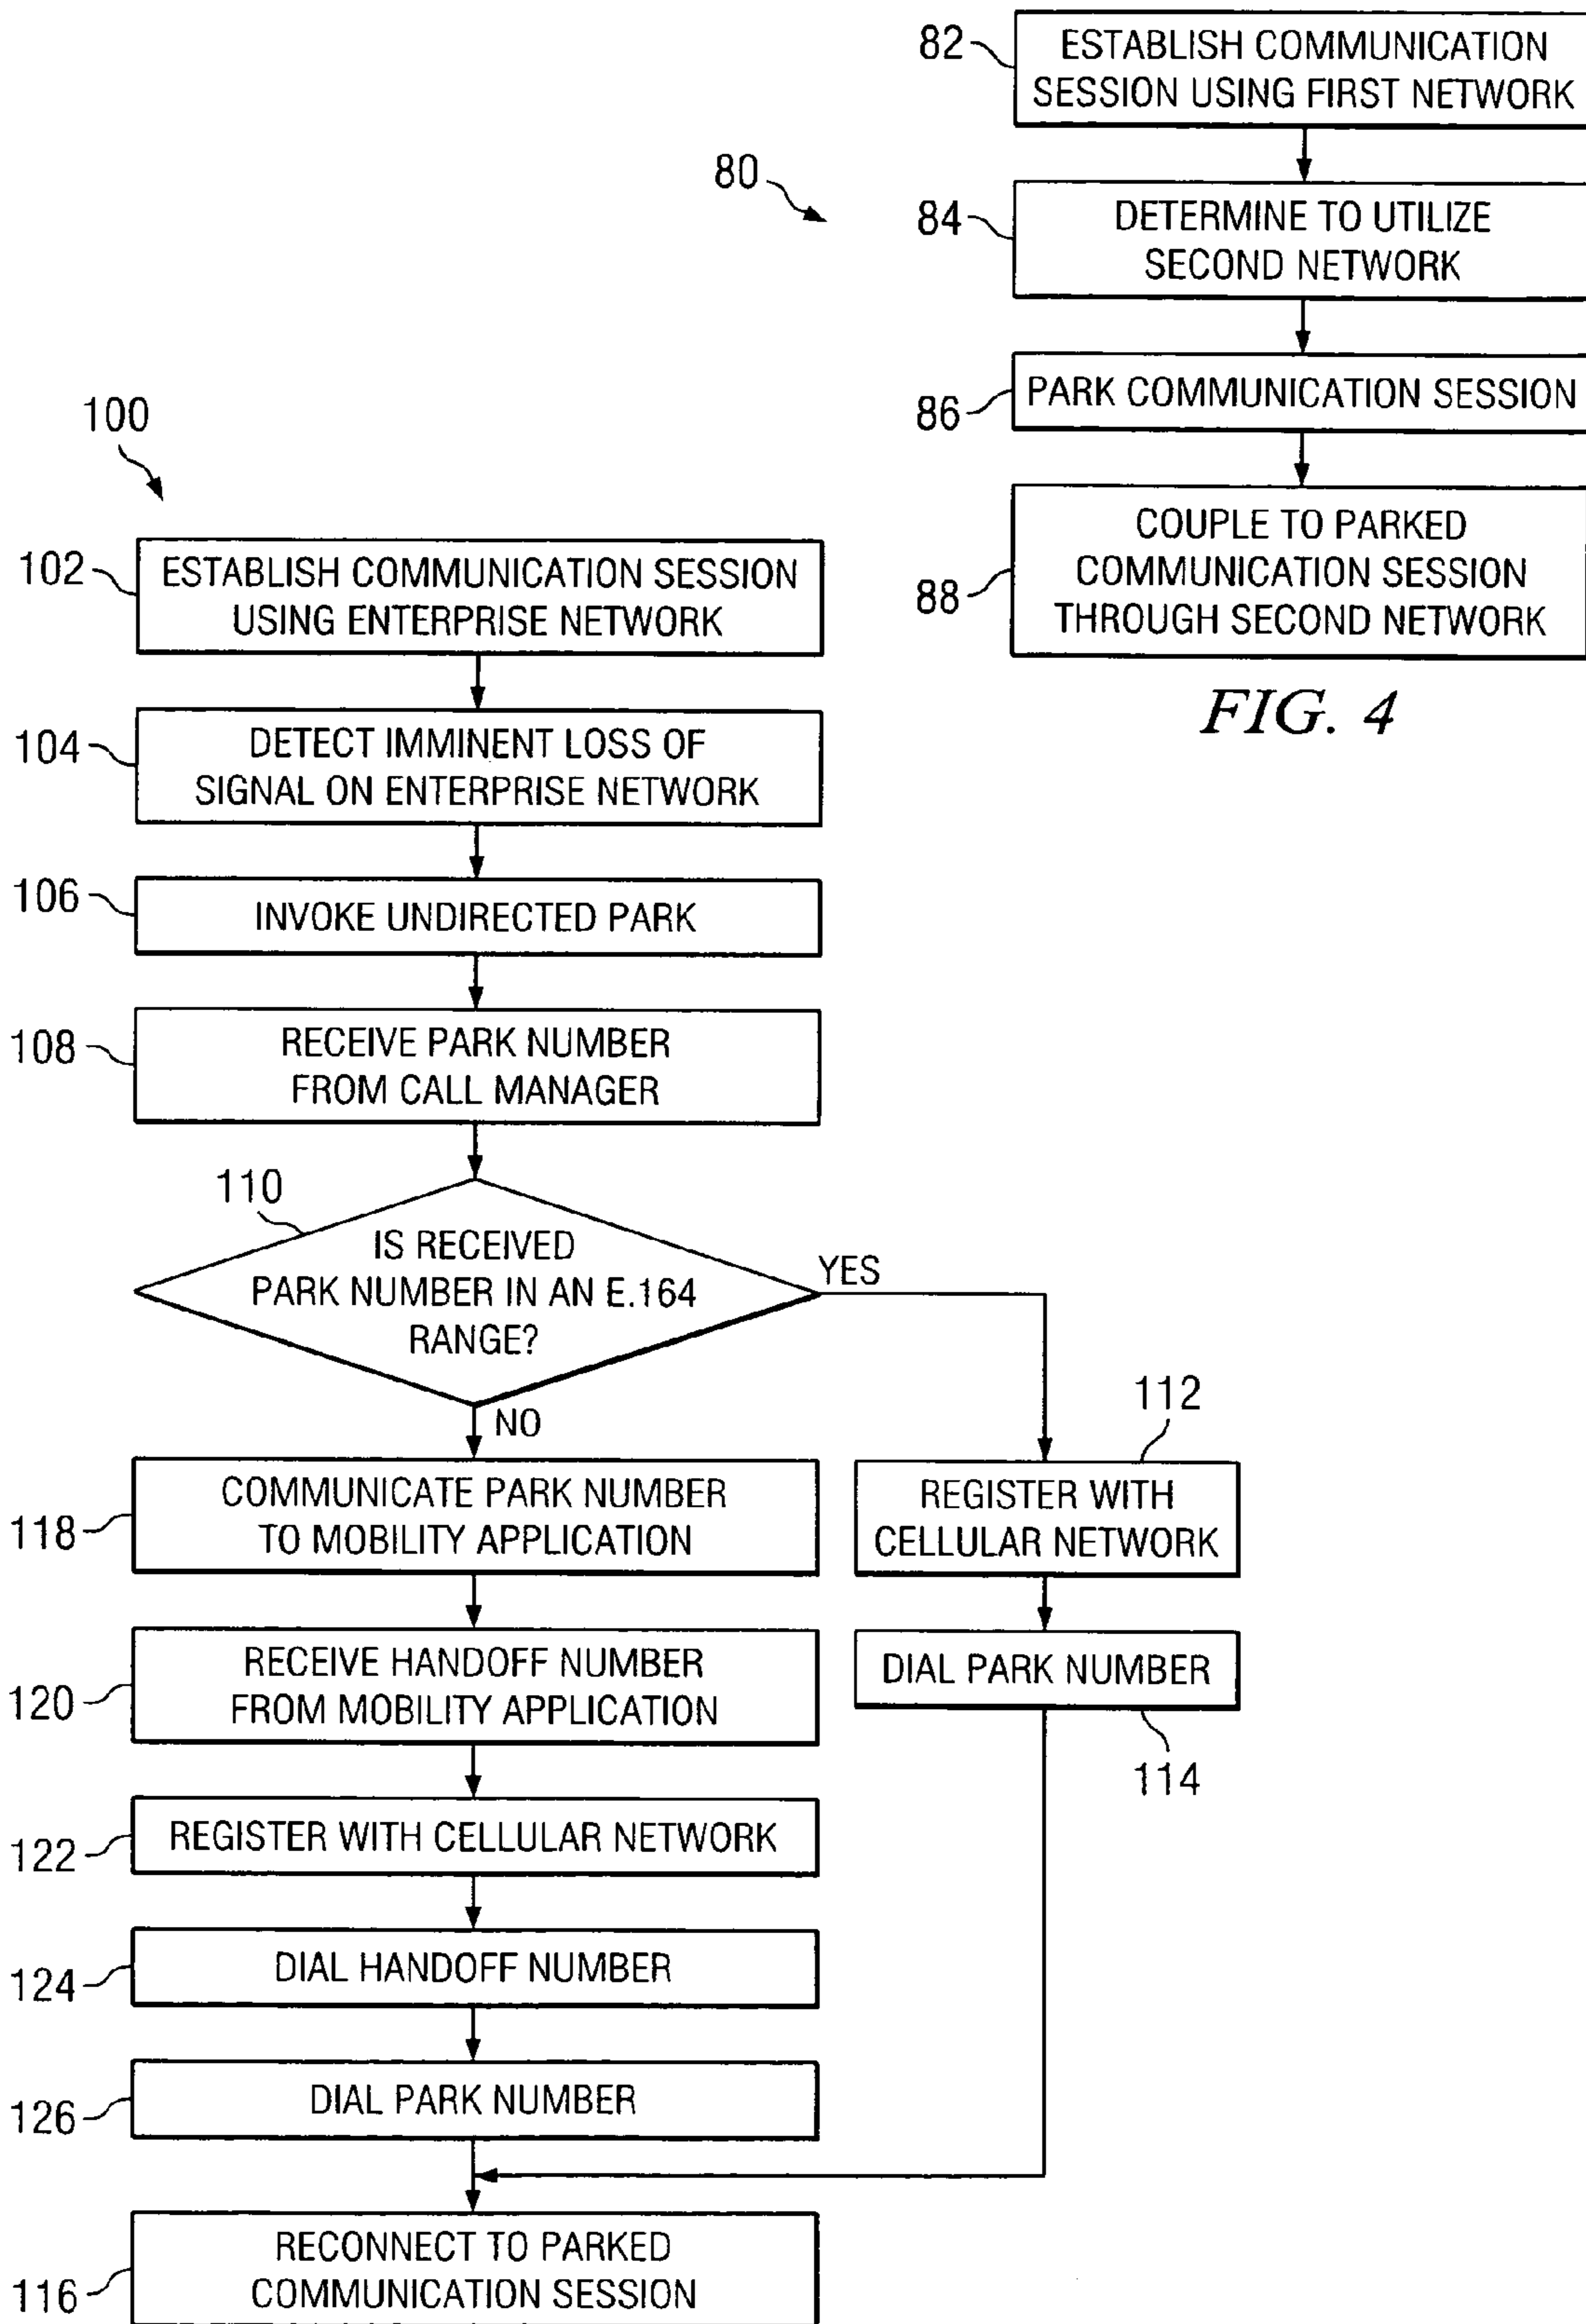 82
ESTABLISH COMMUNICATION
SESSION USING FIRST NETWORK
80
84
DETERMINE TO UTILIZE
SECOND NETWORK
86
PARK COMMUNICATION SESSION
88
COUPLE TO PARKED
COMMUNICATION SESSION
THROUGH SECOND NETWORK
FIG. 4
100
102
ESTABLISH COMMUNICATION SESSION
USING ENTERPRISE NETWORK
104
DETECT IMMINENT LOSS OF
SIGNAL ON ENTERPRISE NETWORK
106
INVOKE UNDIRECTED PARK
108
RECEIVE PARK NUMBER
FROM CALL MANAGER
110
IS RECEIVED
PARK NUMBER IN AN E.164
RANGE?
YES
NO
112
REGISTER WITH
CELLULAR NETWORK
DIAL PARK NUMBER
114
118
COMMUNICATE PARK NUMBER
TO MOBILITY APPLICATION
120
RECEIVE HANDOFF NUMBER
FROM MOBILITY APPLICATION
122
REGISTER WITH CELLULAR NETWORK
124
DIAL HANDOFF NUMBER
126
DIAL PARK NUMBER
116
RECONNECT TO PARKED
COMMUNICATION SESSION